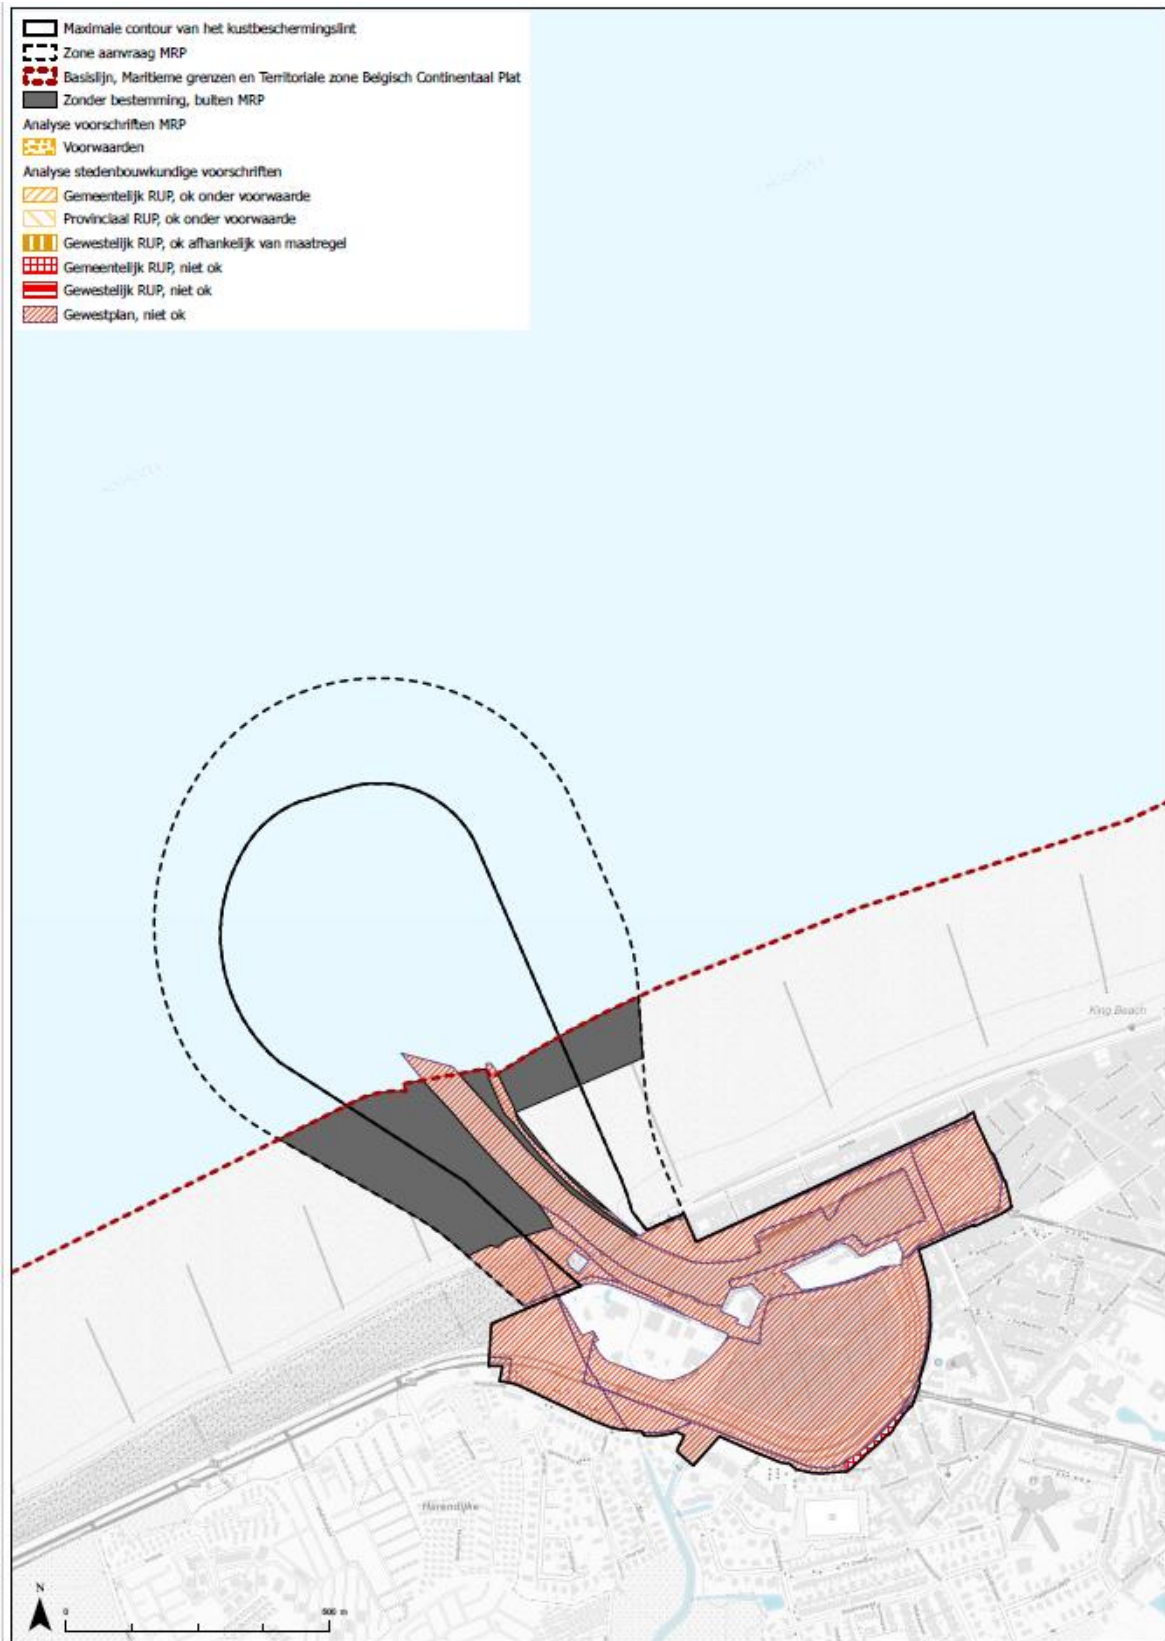 Maximale contour van het kustbeschermingslint
Zone aanvraag MRP
Basislijn, Maritieme grenzen en Territoriale zone Belgisch Continentaal Plat
Zonder bestemming, buiten MRP
Analyse voorschriften MRP
Voorwaarden
Analyse stedenbouwkundige voorschriften
Gemeentelijk RUP, ok onder voorwaarde
Provinciaal RUP, ok onder voorwaarde
Gewestelijk RUP, ok afhankelijk van maatregel
Gemeentelijk RUP, niet ok
Gewestelijk RUP, niet ok
Gewestplan, niet ok
King Beach
Harendijke
N
0
500 m